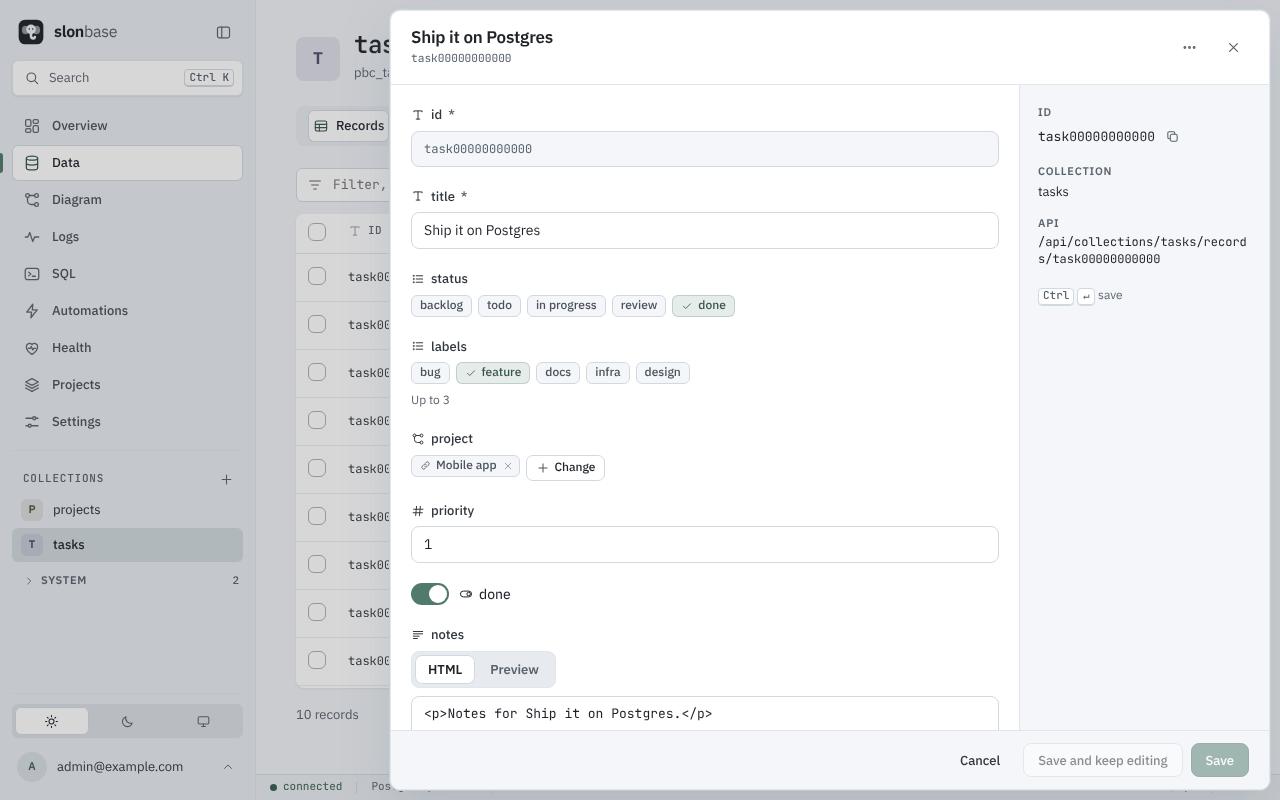 slonbase
Search
Ctrl K
Overview
Data
Diagram
Logs
SQL
Automations
Health
Projects
Settings
COLLECTIONS
P projects
T tasks
SYSTEM 2
A admin@example.com
T
Records
Filter,
ID
10 records
connected
Ship it on Postgres
task00000000000
id *
task00000000000
title *
Ship it on Postgres
status
backlog todo in progress review done
labels
bug feature docs infra design
Up to 3
project
Mobile app Change
priority
1
done
notes
HTML Preview
<p>Notes for Ship it on Postgres.</p>
Cancel Save and keep editing Save
ID
task00000000000
COLLECTION
tasks
API
/api/collections/tasks/record
s/task00000000000
Ctrl ↵ save